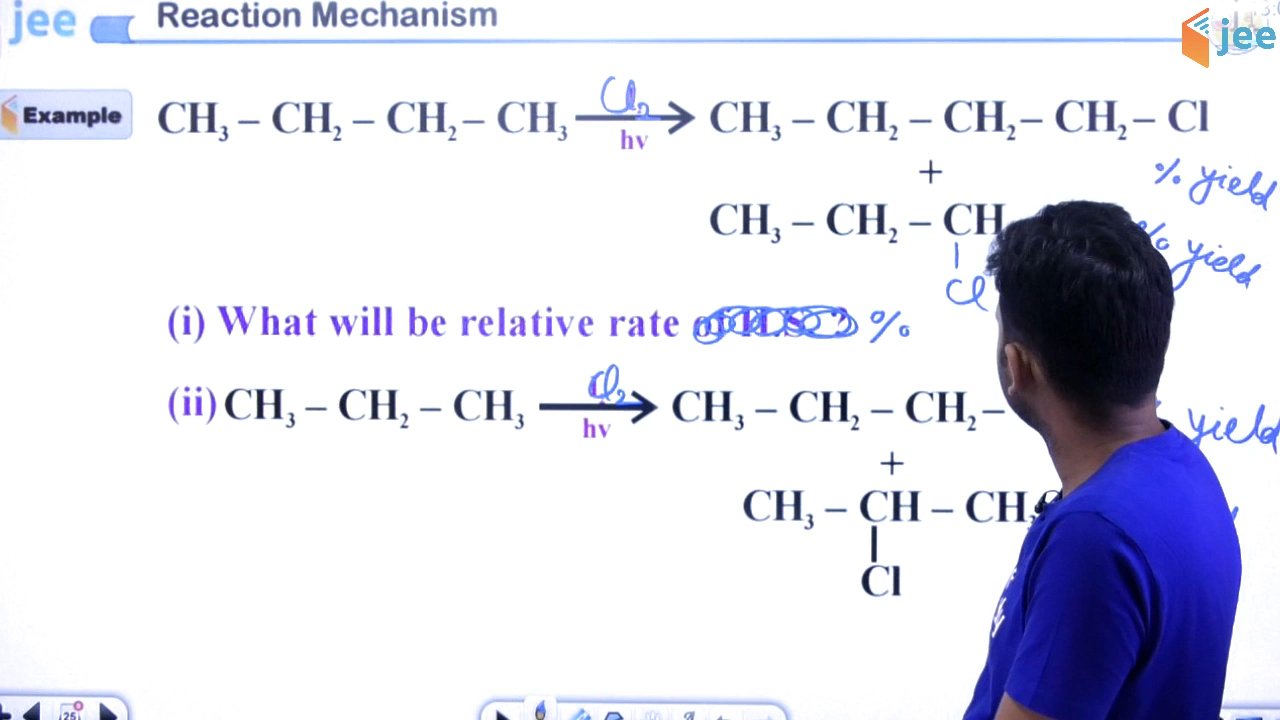 jee Reaction Mechanism
jee
Example CH₃ – CH₂ – CH₂ – CH₃ Cl₂ hν → CH₃ – CH₂ – CH₂ – CH₂ – Cl
+
% yield
CH₃ – CH₂ – CH
% yield
Cl
(i) What will be relative rate %
(ii) CH₃ – CH₂ – CH₃ Cl₂ hν → CH₃ – CH₂ – CH₂ –
yield
+
CH₃ – CH – CH₃
Cl
25